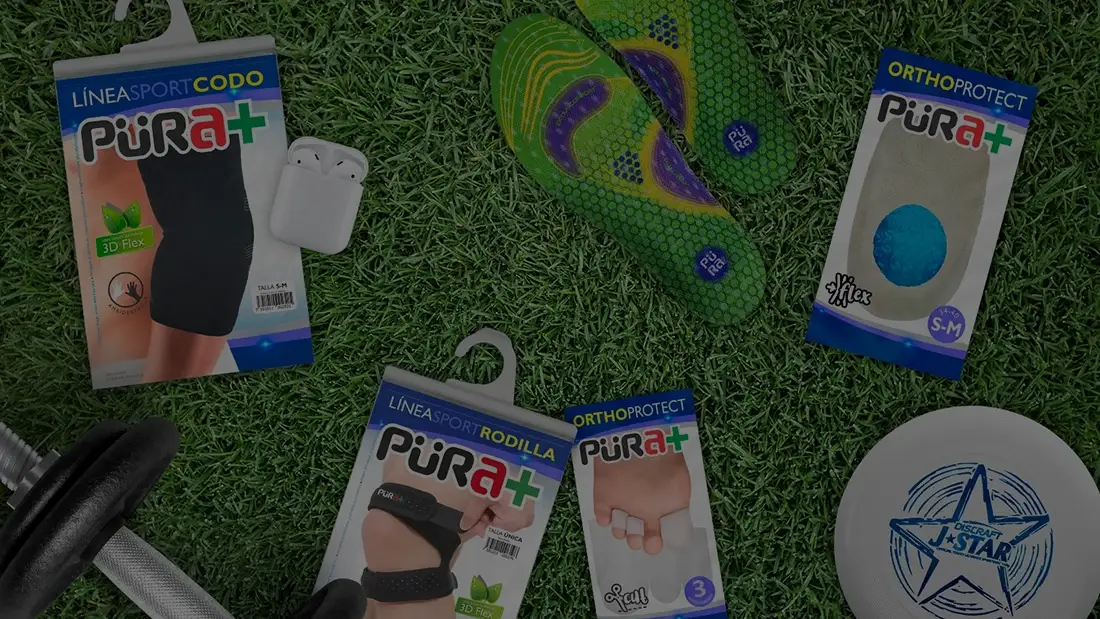 LÍNEASPORTCODO
PÜRa+
3D·Flex
TALLA S-M
PÜRa
PÜRa
ORTHOPROTECT
PÜRa+
flex
S-M
LÍNEASPORTRODILLA
PÜRa+
PÜRa+
TALLA ÚNICA
3D·Flex
ORTHOPROTECT
PÜRa+
cut
3
DISCRAFT
J★STAR